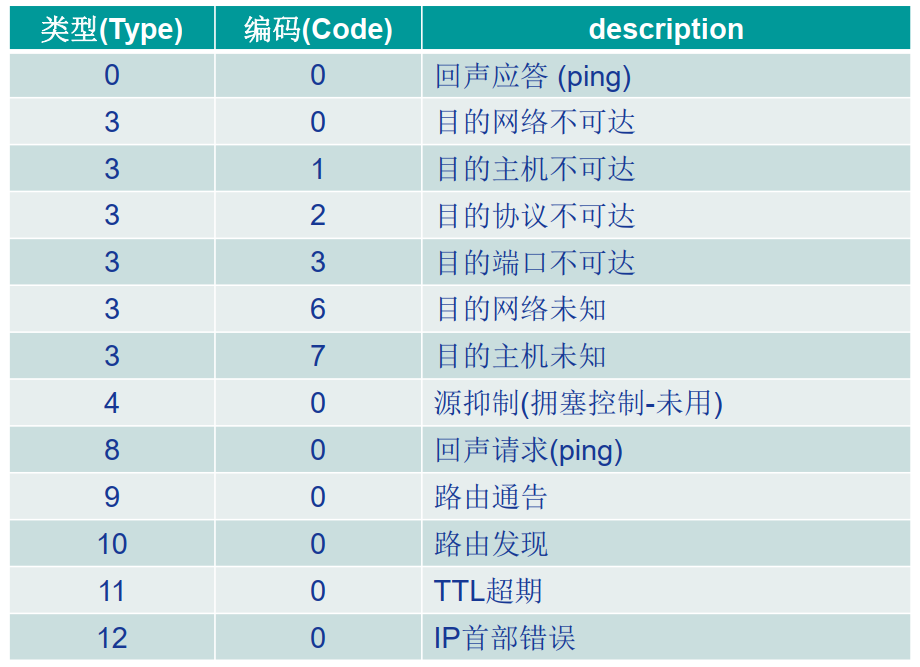 类型(Type) 编码(Code) description
0 0 回声应答 (ping)
3 0 目的网络不可达
3 1 目的主机不可达
3 2 目的协议不可达
3 3 目的端口不可达
3 6 目的网络未知
3 7 目的主机未知
4 0 源抑制(拥塞控制-未用)
8 0 回声请求(ping)
9 0 路由通告
10 0 路由发现
11 0 TTL超期
12 0 IP首部错误